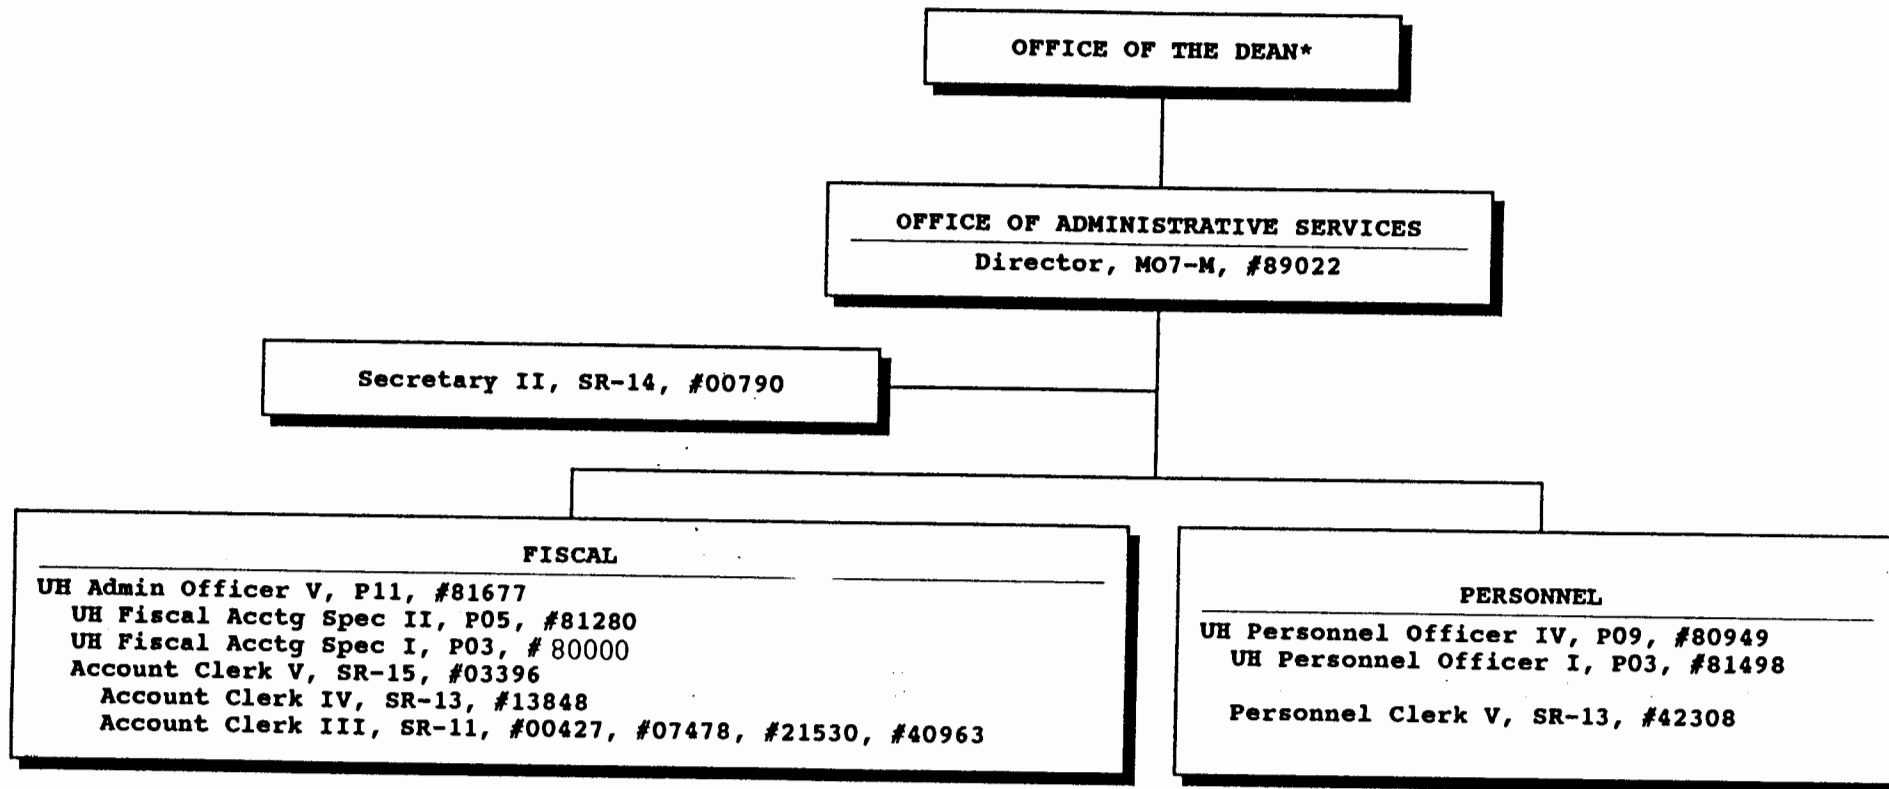 OFFICE OF THE DEAN*
OFFICE OF ADMINISTRATIVE SERVICES
Director, MO7-M, #89022
Secretary II, SR-14, #00790
FISCAL
UH Admin Officer V, P11, #81677
UH Fiscal Acctg Spec II, P05, #81280
UH Fiscal Acctg Spec I, P03, # 80000
Account Clerk V, SR-15, #03396
Account Clerk IV, SR-13, #13848
Account Clerk III, SR-11, #00427, #07478, #21530, #40963
PERSONNEL
UH Personnel Officer IV, P09, #80949
UH Personnel Officer I, P03, #81498
Personnel Clerk V, SR-13, #42308